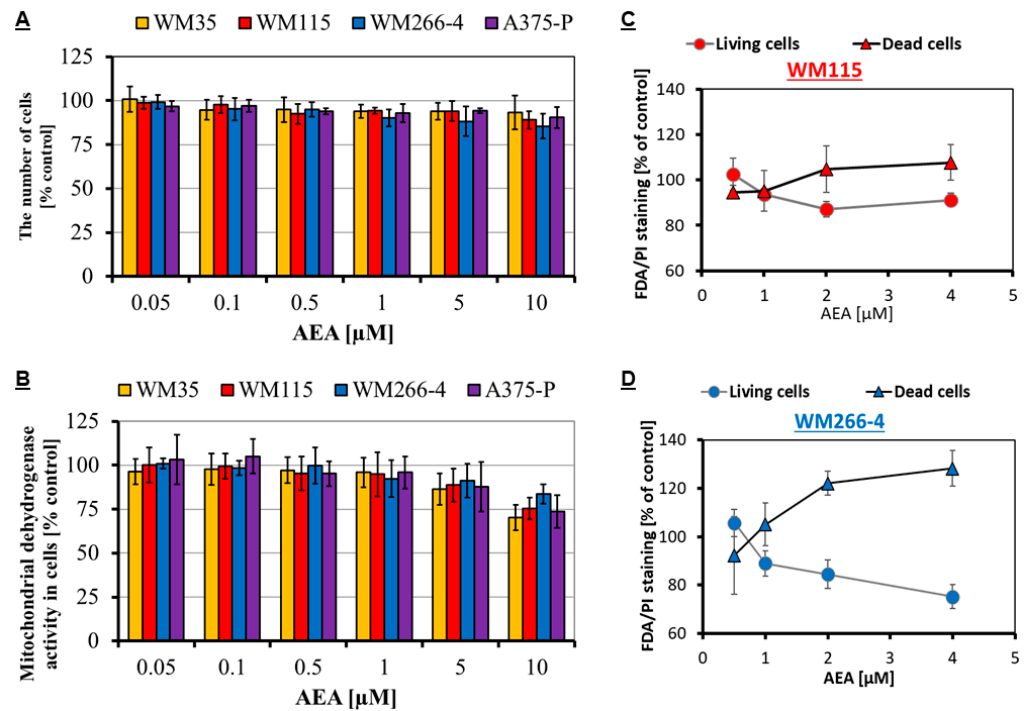 A
WM35 WM115 WM266-4 A375-P
The number of cells
[% control]
125
100
75
50
25
0
0.05 0.1 0.5 1 5 10
AEA [µM]
B
WM35 WM115 WM266-4 A375-P
Mitochondrial dehydrogenase
activity in cells [% control]
125
100
75
50
25
0
0.05 0.1 0.5 1 5 10
AEA [µM]
C
Living cells Dead cells
WM115
FDA/PI staining [% of control]
140
120
100
80
60
0 1 2 3 4 5
AEA [µM]
D
Living cells Dead cells
WM266-4
FDA/PI staining [% of control]
140
120
100
80
60
0 1 2 3 4 5
AEA [µM]